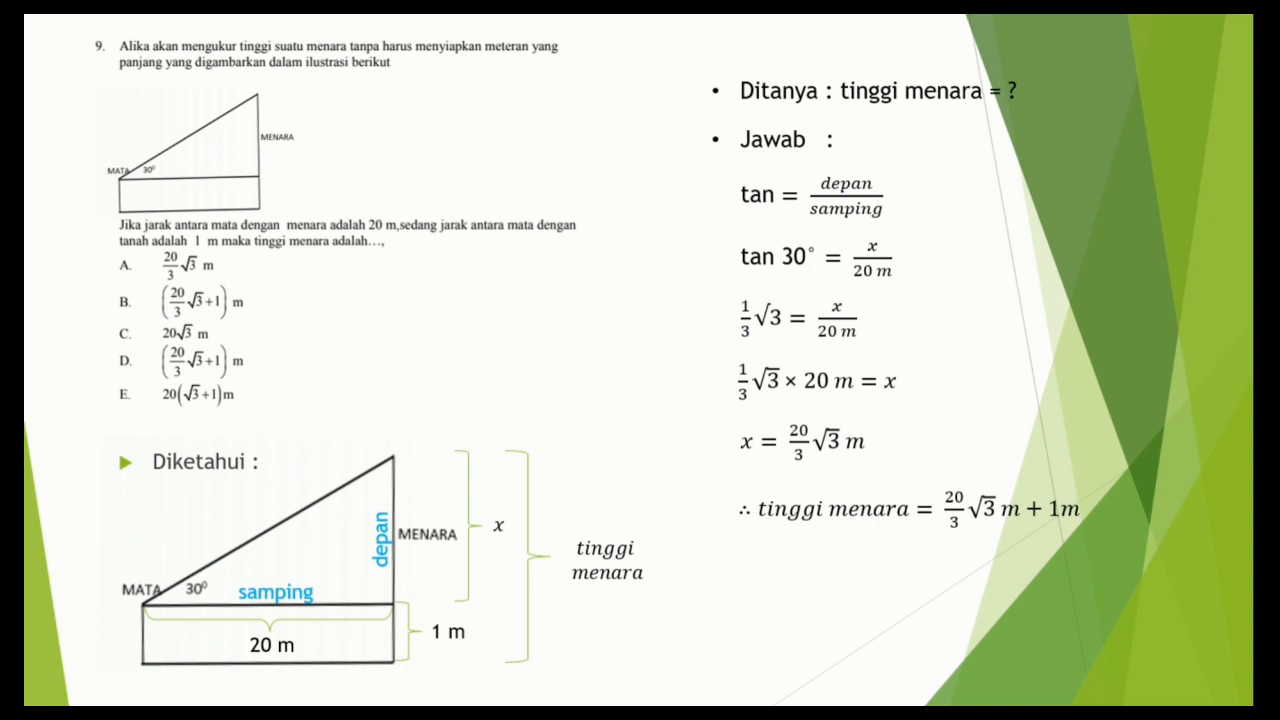 9. Alika akan mengukur tinggi suatu menara tanpa harus menyiapkan meteran yang
panjang yang digambarkan dalam ilustrasi berikut
MENARA
MATA 30⁰
Jika jarak antara mata dengan menara adalah 20 m,sedang jarak antara mata dengan
tanah adalah 1 m maka tinggi menara adalah…,
A. 20/3 √3 m
B. (20/3 √3+1) m
C. 20√3 m
D. (20/3 √3+1) m
E. 20(√3+1)m
Diketahui :
depan
MENARA
x
tinggi
menara
MATA 30⁰
samping
20 m
1 m
• Ditanya : tinggi menara = ?
• Jawab :
tan = depan/samping
tan 30° = x/20 m
1/3 √3 = x/20 m
1/3 √3 × 20 m = x
x = 20/3 √3 m
∴ tinggi menara = 20/3 √3 m + 1m